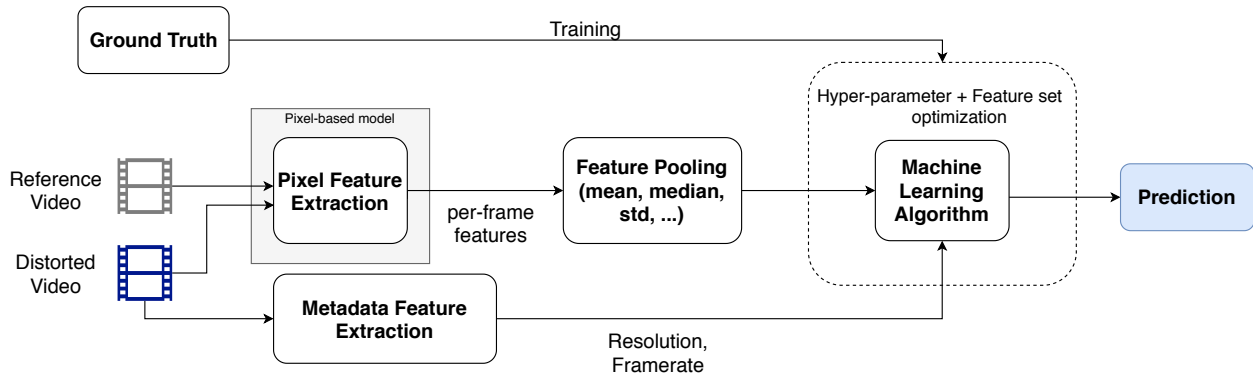 Ground Truth
Training
Hyper-parameter + Feature set
optimization
Pixel-based model
Reference
Video
Pixel Feature
Extraction
per-frame
features
Feature Pooling
(mean, median,
std, ...)
Machine
Learning
Algorithm
Prediction
Distorted
Video
Metadata Feature
Extraction
Resolution,
Framerate